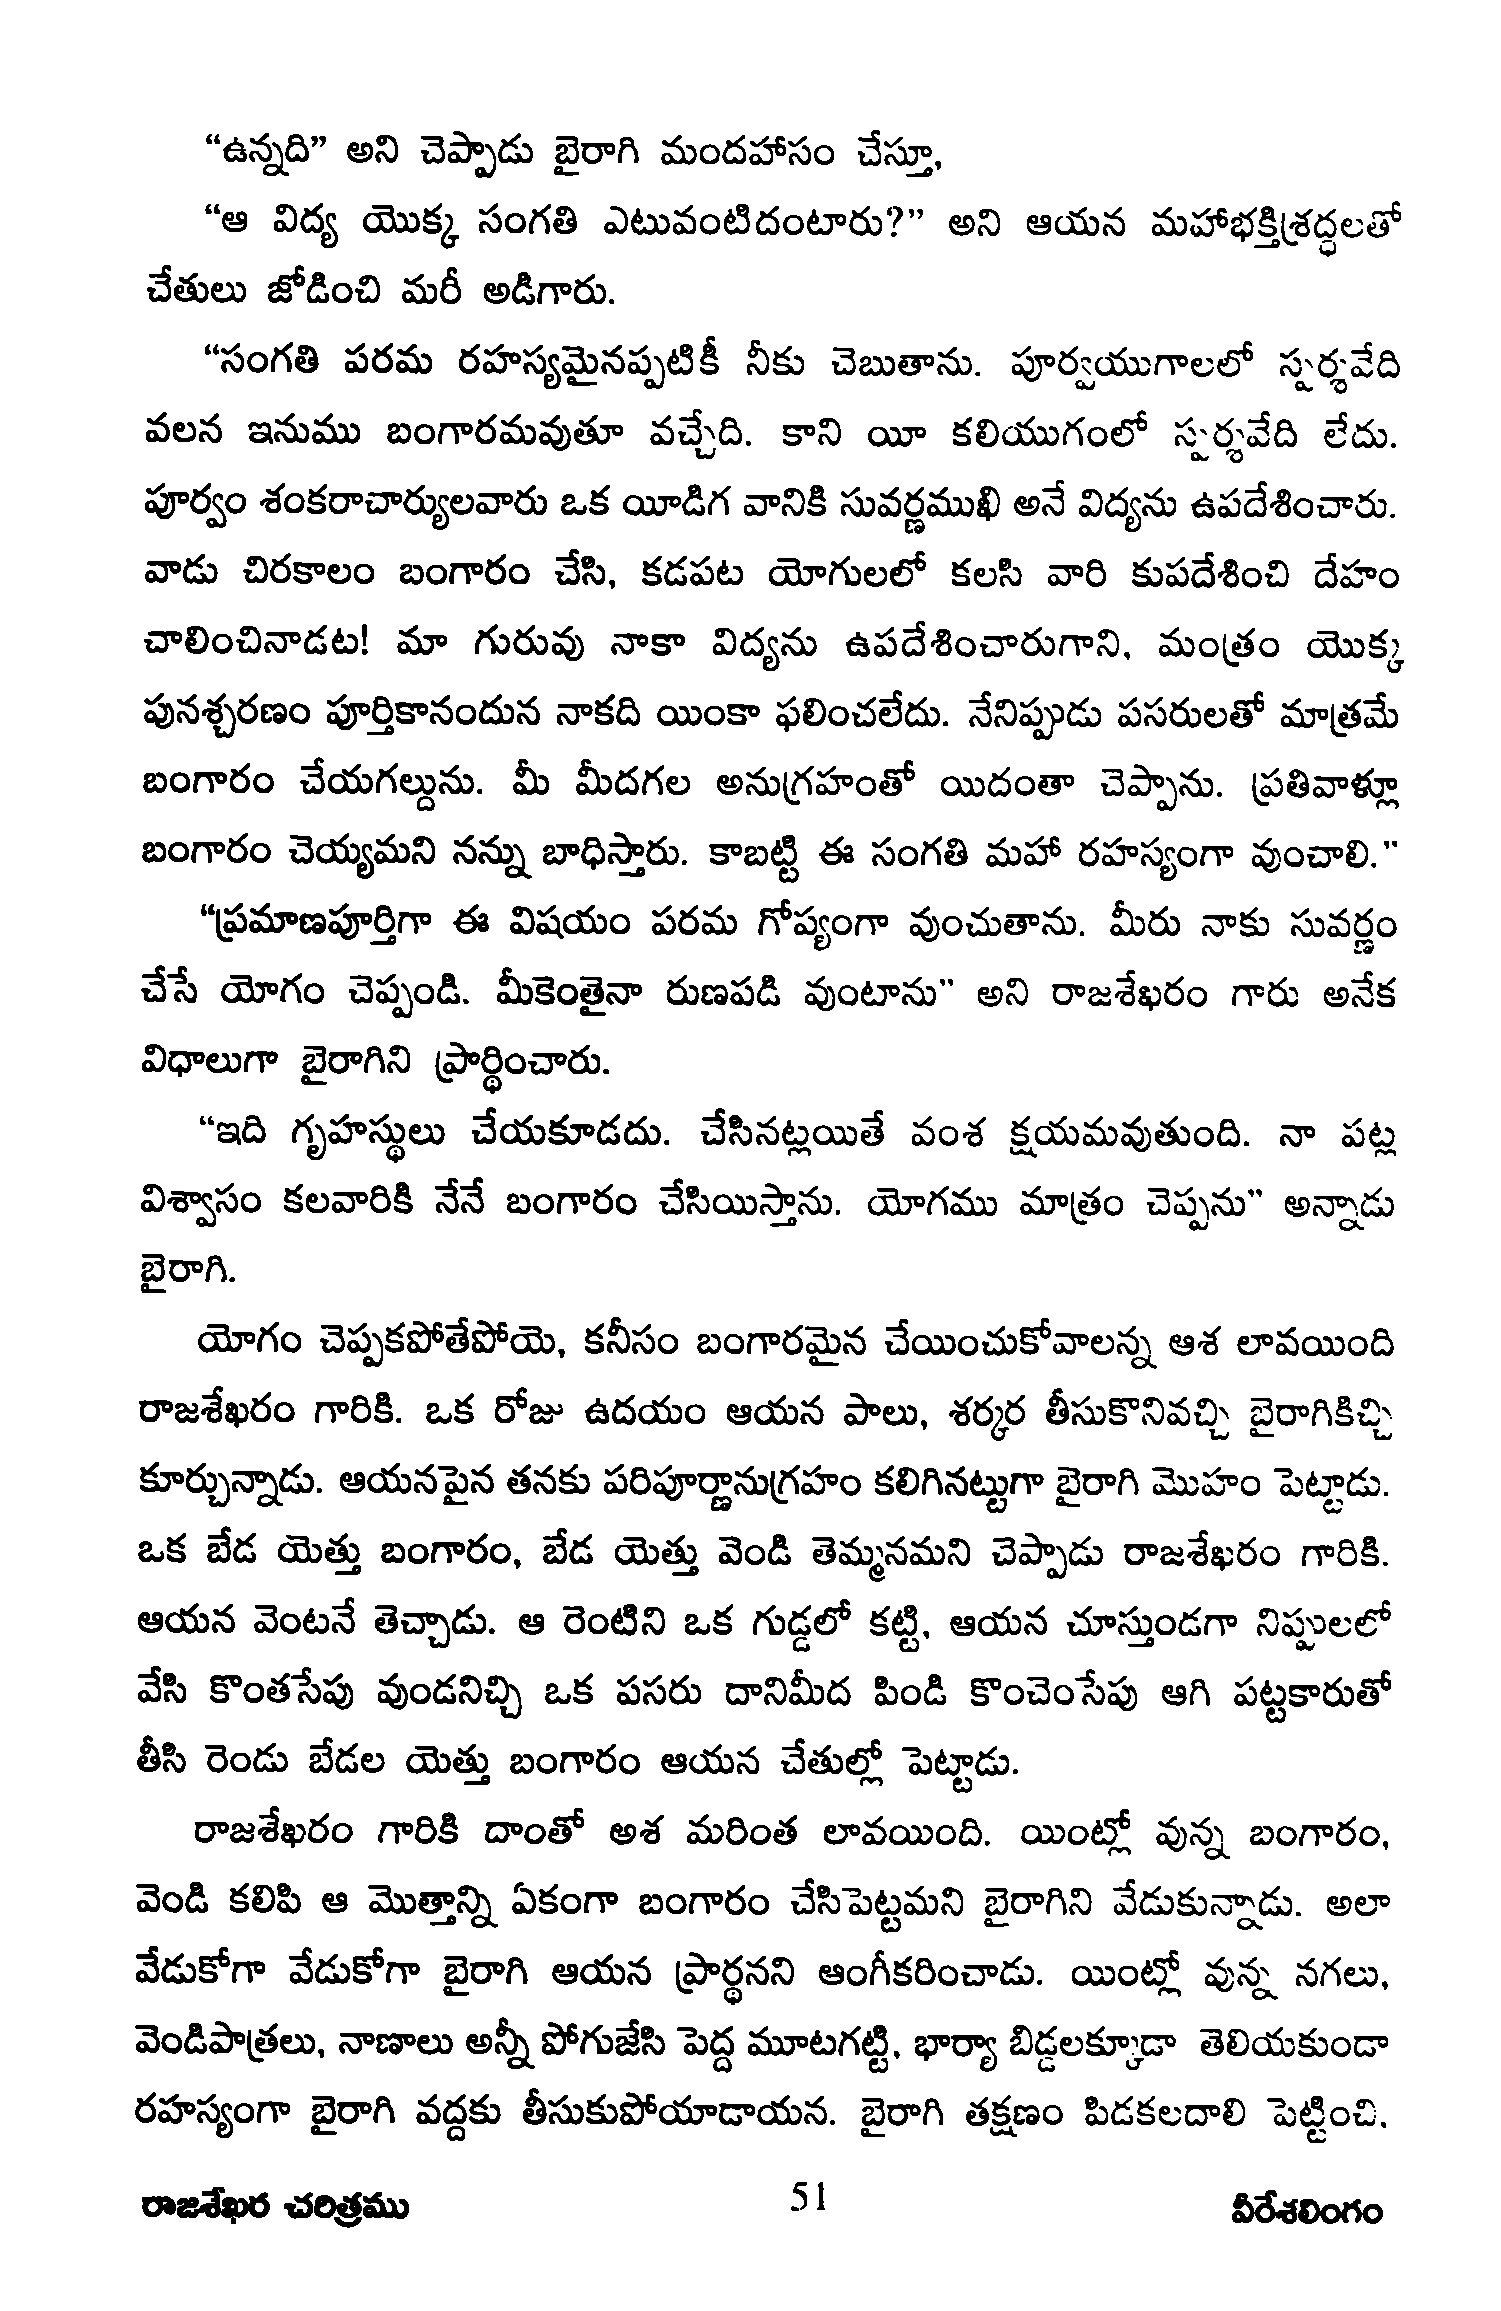 “ఉన్నది” అని చెప్పాడు బైరాగి మందహాసం చేస్తూ,
“ఆ విద్య యొక్క సంగతి ఎటువంటిదంటారు?” అని ఆయన మహాభక్తిశ్రద్ధలతో
చేతులు జోడించి మరీ అడిగారు.
“సంగతి పరమ రహస్యమైనప్పటికీ నీకు చెబుతాను. పూర్వయుగాలలో స్పర్శవేది
వలన ఇనుము బంగారమవుతూ వచ్చేది. కాని యీ కలియుగంలో స్పర్శవేది లేదు.
పూర్వం శంకరాచార్యులవారు ఒక యీడిగ వానికి సువర్ణముఖి అనే విద్యను ఉపదేశించారు.
వాడు చిరకాలం బంగారం చేసి, కడపట యోగులలో కలసి వారి కుపదేశించి దేహం
చాలించినాడట! మా గురువు నాకా విద్యను ఉపదేశించారుగాని, మంత్రం యొక్క
పునశ్చరణం పూర్తికానందున నాకది యింకా ఫలించలేదు. నేనిప్పుడు పసరులతో మాత్రమే
బంగారం చేయగల్దును. మీ మీదగల అనుగ్రహంతో యిదంతా చెప్పాను. ప్రతివాళ్లూ
బంగారం చెయ్యమని నన్ను బాధిస్తారు. కాబట్టి ఈ సంగతి మహా రహస్యంగా వుంచాలి.”
“ప్రమాణపూర్తిగా ఈ విషయం పరమ గోప్యంగా వుంచుతాను. మీరు నాకు సువర్ణం
చేసే యోగం చెప్పండి. మీకెంతైనా రుణపడి వుంటాను” అని రాజశేఖరం గారు అనేక
విధాలుగా బైరాగిని ప్రార్థించారు.
“ఇది గృహస్థులు చేయకూడదు. చేసినట్లయితే వంశ క్షయమవుతుంది. నా పట్ల
విశ్వాసం కలవారికి నేనే బంగారం చేసియిస్తాను. యోగము మాత్రం చెప్పను” అన్నాడు
బైరాగి.
యోగం చెప్పకపోతేపోయె, కనీసం బంగారమైన చేయించుకోవాలన్న ఆశ లావయింది
రాజశేఖరం గారికి. ఒక రోజు ఉదయం ఆయన పాలు, శర్కర తీసుకొనివచ్చి బైరాగికిచ్చి
కూర్చున్నాడు. ఆయనపైన తనకు పరిపూర్ణానుగ్రహం కలిగినట్టుగా బైరాగి మొహం పెట్టాడు.
ఒక బేడ యెత్తు బంగారం, బేడ యెత్తు వెండి తెమ్మనమని చెప్పాడు రాజశేఖరం గారికి.
ఆయన వెంటనే తెచ్చాడు. ఆ రెంటిని ఒక గుడ్డలో కట్టి, ఆయన చూస్తుండగా నిప్పులలో
వేసి కొంతసేపు వుండనిచ్చి ఒక పసరు దానిమీద పిండి కొంచెంసేపు ఆగి పట్టకారుతో
తీసి రెండు బేడల యెత్తు బంగారం ఆయన చేతుల్లో పెట్టాడు.
రాజశేఖరం గారికి దాంతో అశ మరింత లావయింది. యింట్లో వున్న బంగారం,
వెండి కలిపి ఆ మొత్తాన్ని ఏకంగా బంగారం చేసిపెట్టమని బైరాగిని వేడుకున్నాడు. అలా
వేడుకోగా వేడుకోగా బైరాగి ఆయన ప్రార్థనని ఆంగీకరించాడు. యింట్లో వున్న నగలు,
వెండిపాత్రలు, నాణాలు అన్నీ పోగుజేసి పెద్ద మూటగట్టి, భార్యా బిడ్డలక్కూడా తెలియకుండా
రహస్యంగా బైరాగి వద్దకు తీసుకుపోయాడాయన. బైరాగి తక్షణం పిడకలదాలి పెట్టించి.
రాజశేఖర చరిత్రము 51 వీరేశలింగం